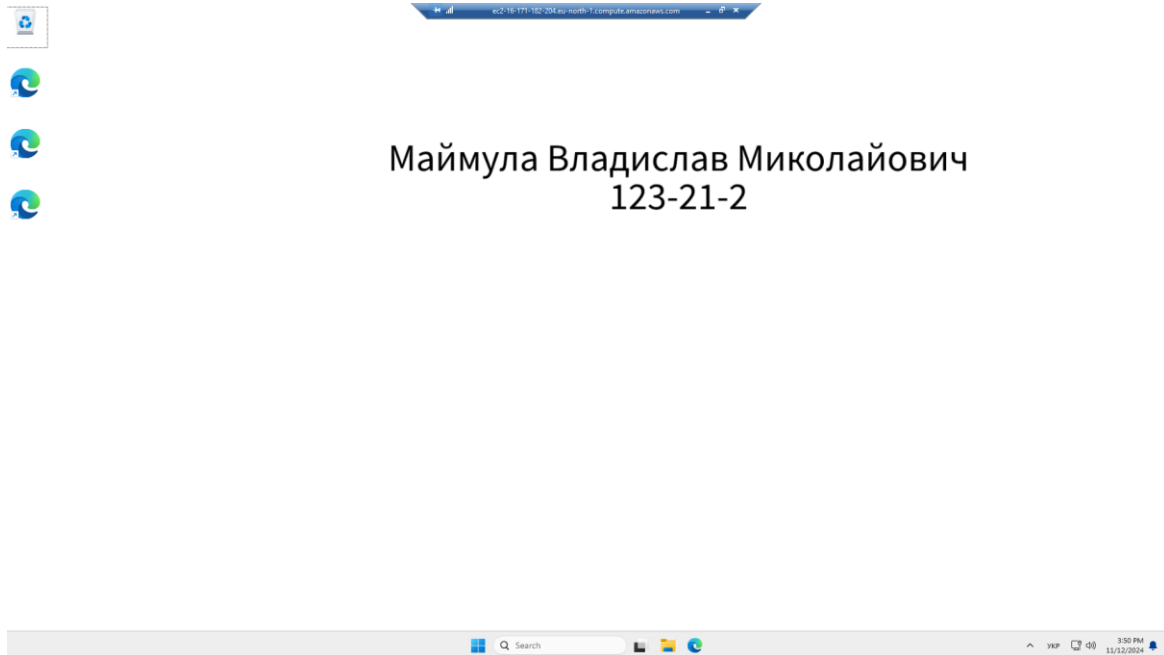 ec2-16-171-182-204.eu-north-1.compute.amazonaws.com
Маймула Владислав Миколайович
123-21-2
Search
УКР
3:50 PM
11/12/2024